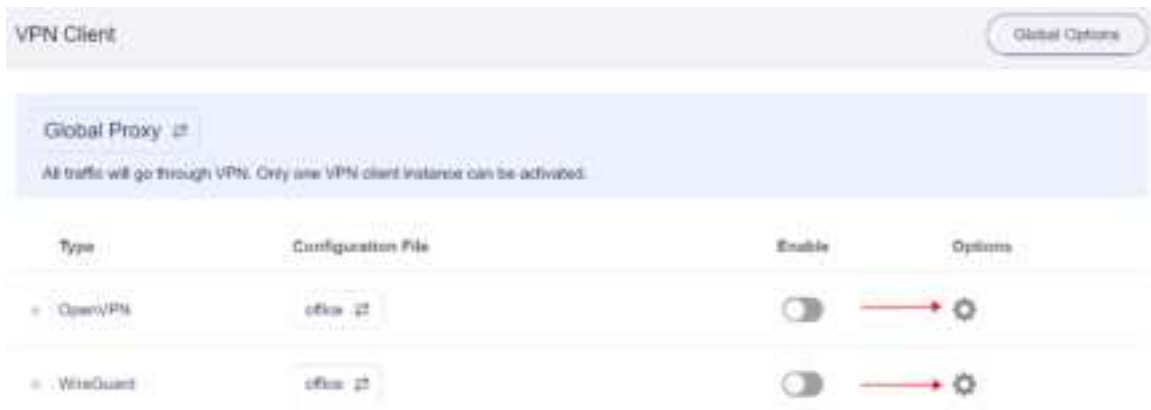 VPN Client
Global Options
Global Proxy
All traffic will go through VPN. Only one VPN client instance can be activated.
Type Configuration File Enable Options
OpenVPN office
WireGuard office